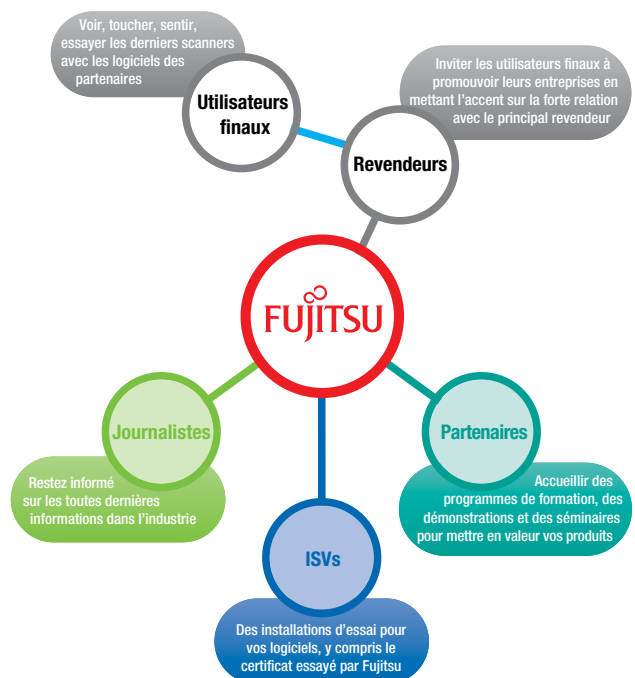 Voir, toucher, sentir,
essayer les derniers scanners
avec les logiciels des
partenaires
Utilisateurs
finaux
Inviter les utilisateurs finaux à
promouvoir leurs entreprises en
mettant l'accent sur la forte relation
avec le principal revendeur
Revendeurs
FUJITSU
Journalistes
Restez informé
sur les toutes dernières
informations dans l'industrie
Partenaires
Accueillir des
programmes de formation, des
démonstrations et des séminaires
pour mettre en valeur vos produits
ISVs
Des installations d'essai pour
vos logiciels, y compris le
certificat essayé par Fujitsu